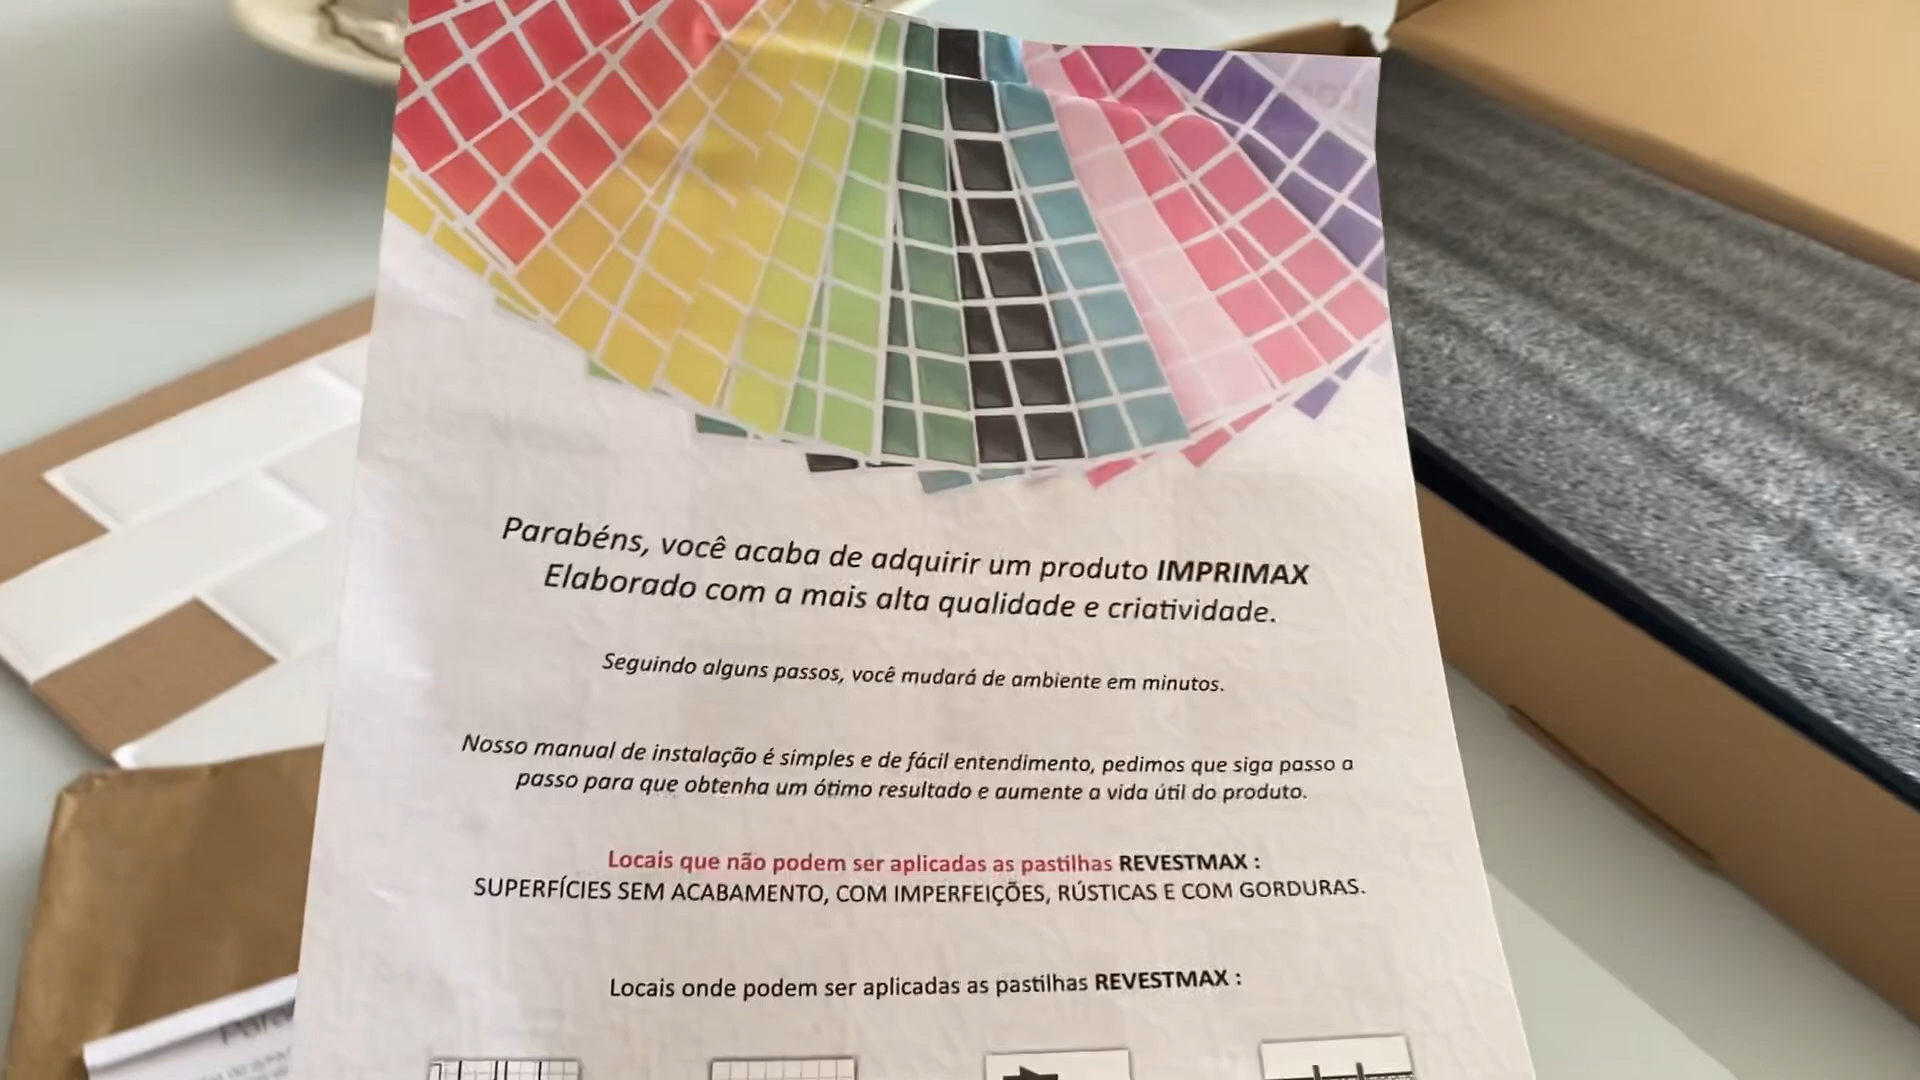 Parabéns, você acaba de adquirir um produto IMPRIMAX
Elaborado com a mais alta qualidade e criatividade.
Seguindo alguns passos, você mudará de ambiente em minutos.
Nosso manual de instalação é simples e de fácil entendimento, pedimos que siga passo a
passo para que obtenha um ótimo resultado e aumente a vida útil do produto.
Locais que não podem ser aplicadas as pastilhas REVESTMAX :
SUPERFÍCIES SEM ACABAMENTO, COM IMPERFEIÇÕES, RÚSTICAS E COM GORDURAS.
Locais onde podem ser aplicadas as pastilhas REVESTMAX :